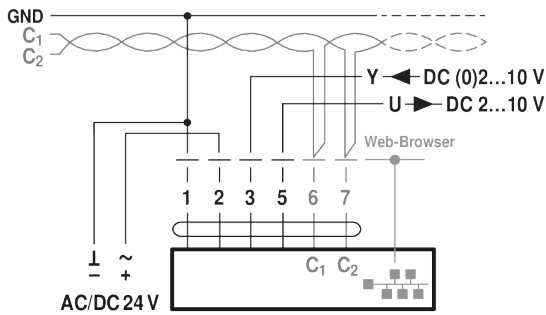 GND
C1
C2
Y DC (0)2...10 V
U DC 2...10 V
Web-Browser
1 2 3 5 6 7
C1 C2
⊥ ~
− +
AC/DC 24 V